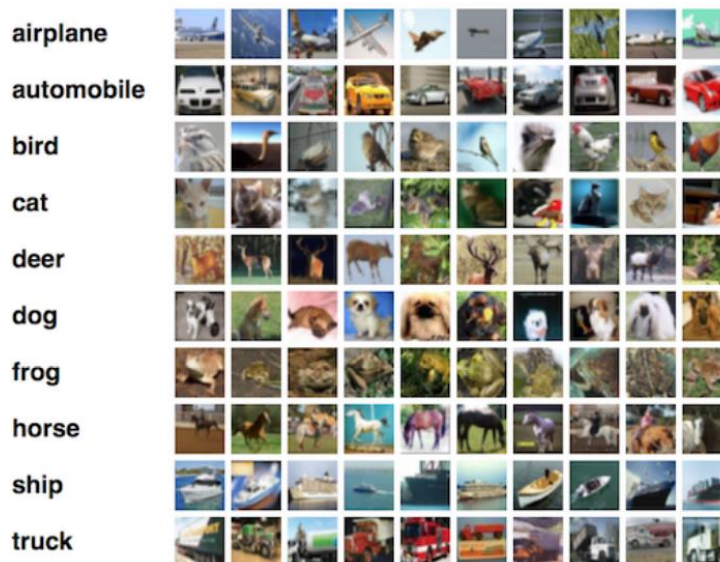 airplane
automobile
bird
cat
deer
dog
frog
horse
ship
truck